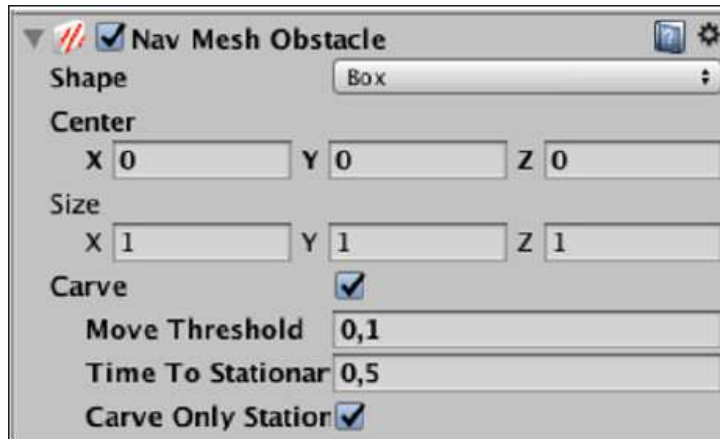 Nav Mesh Obstacle
Shape Box
Center
X 0 Y 0 Z 0
Size
X 1 Y 1 Z 1
Carve
Move Threshold 0,1
Time To Stationar 0,5
Carve Only Station